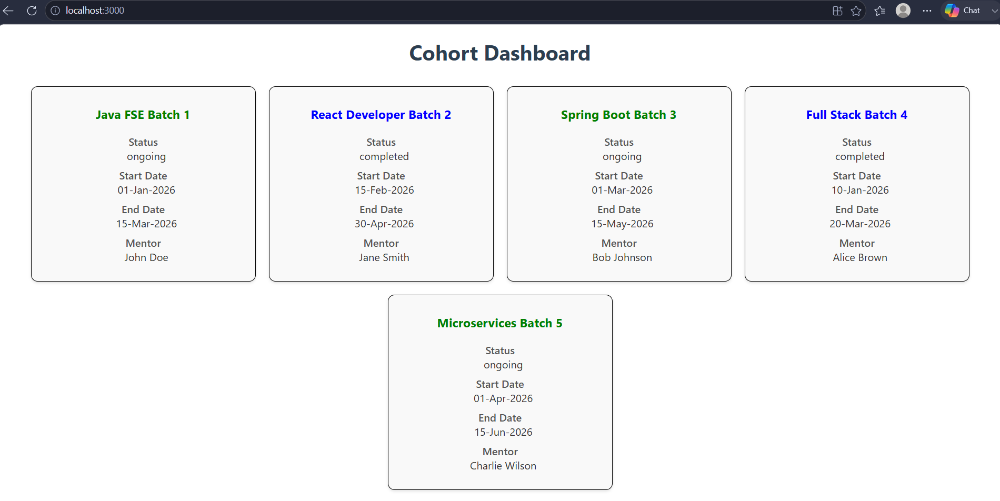 localhost:3000
Chat
Cohort Dashboard
Java FSE Batch 1
Status
ongoing
Start Date
01-Jan-2026
End Date
15-Mar-2026
Mentor
John Doe
React Developer Batch 2
Status
completed
Start Date
15-Feb-2026
End Date
30-Apr-2026
Mentor
Jane Smith
Spring Boot Batch 3
Status
ongoing
Start Date
01-Mar-2026
End Date
15-May-2026
Mentor
Bob Johnson
Full Stack Batch 4
Status
completed
Start Date
10-Jan-2026
End Date
20-Mar-2026
Mentor
Alice Brown
Microservices Batch 5
Status
ongoing
Start Date
01-Apr-2026
End Date
15-Jun-2026
Mentor
Charlie Wilson